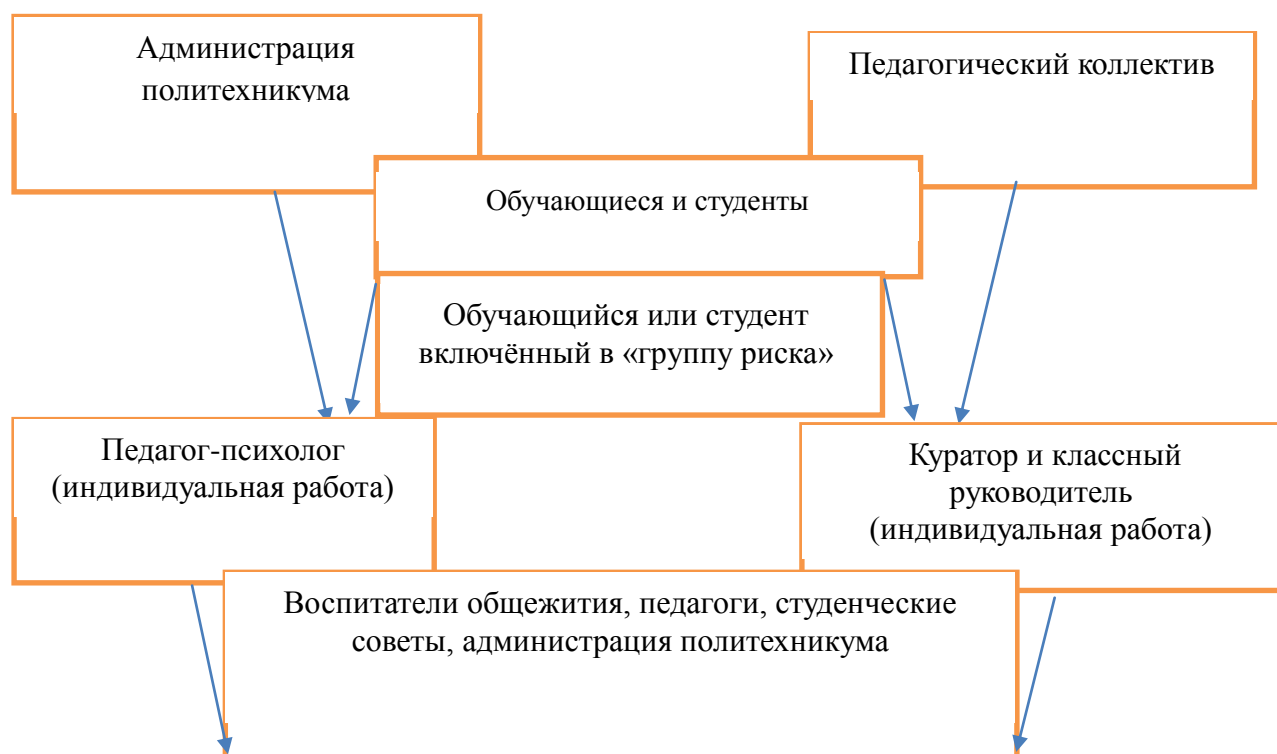 Администрация
политехникума
Педагогический коллектив
Обучающиеся и студенты
Обучающийся или студент
включённый в «группу риска»
Педагог-психолог
(индивидуальная работа)
Куратор и классный
руководитель
(индивидуальная работа)
Воспитатели общежития, педагоги, студенческие
советы, администрация политехникума